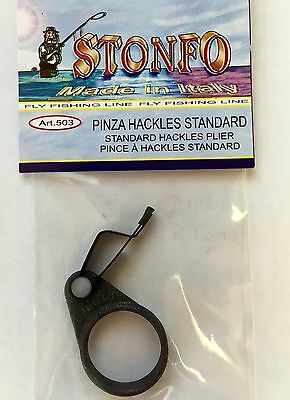 STONFO
Made in Italy
FLY FISHING LINE FLY FISHING LINE
Art.503
PINZA HACKLES STANDARD
STANDARD HACKLES PLIER
PINCE À HACKLES STANDARD